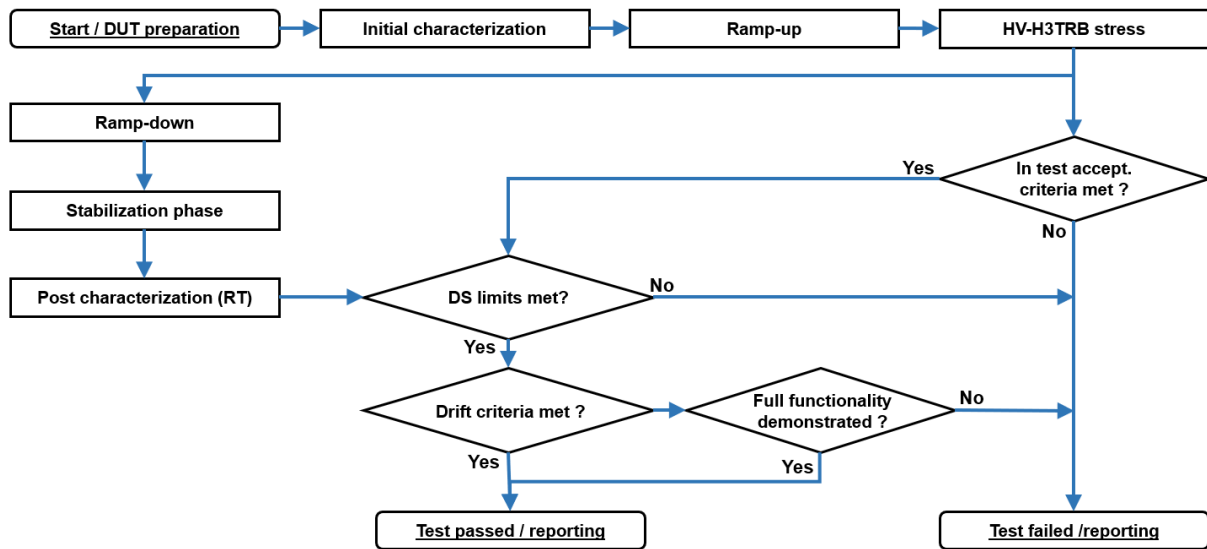 Start / DUT preparation
Initial characterization
Ramp-up
HV-H3TRB stress
Ramp-down
Yes
In test accept.
criteria met ?
Stabilization phase
No
Post characterization (RT)
DS limits met?
No
Yes
Drift criteria met ?
Full functionality
demonstrated ?
No
Yes
Yes
Test passed / reporting
Test failed /reporting